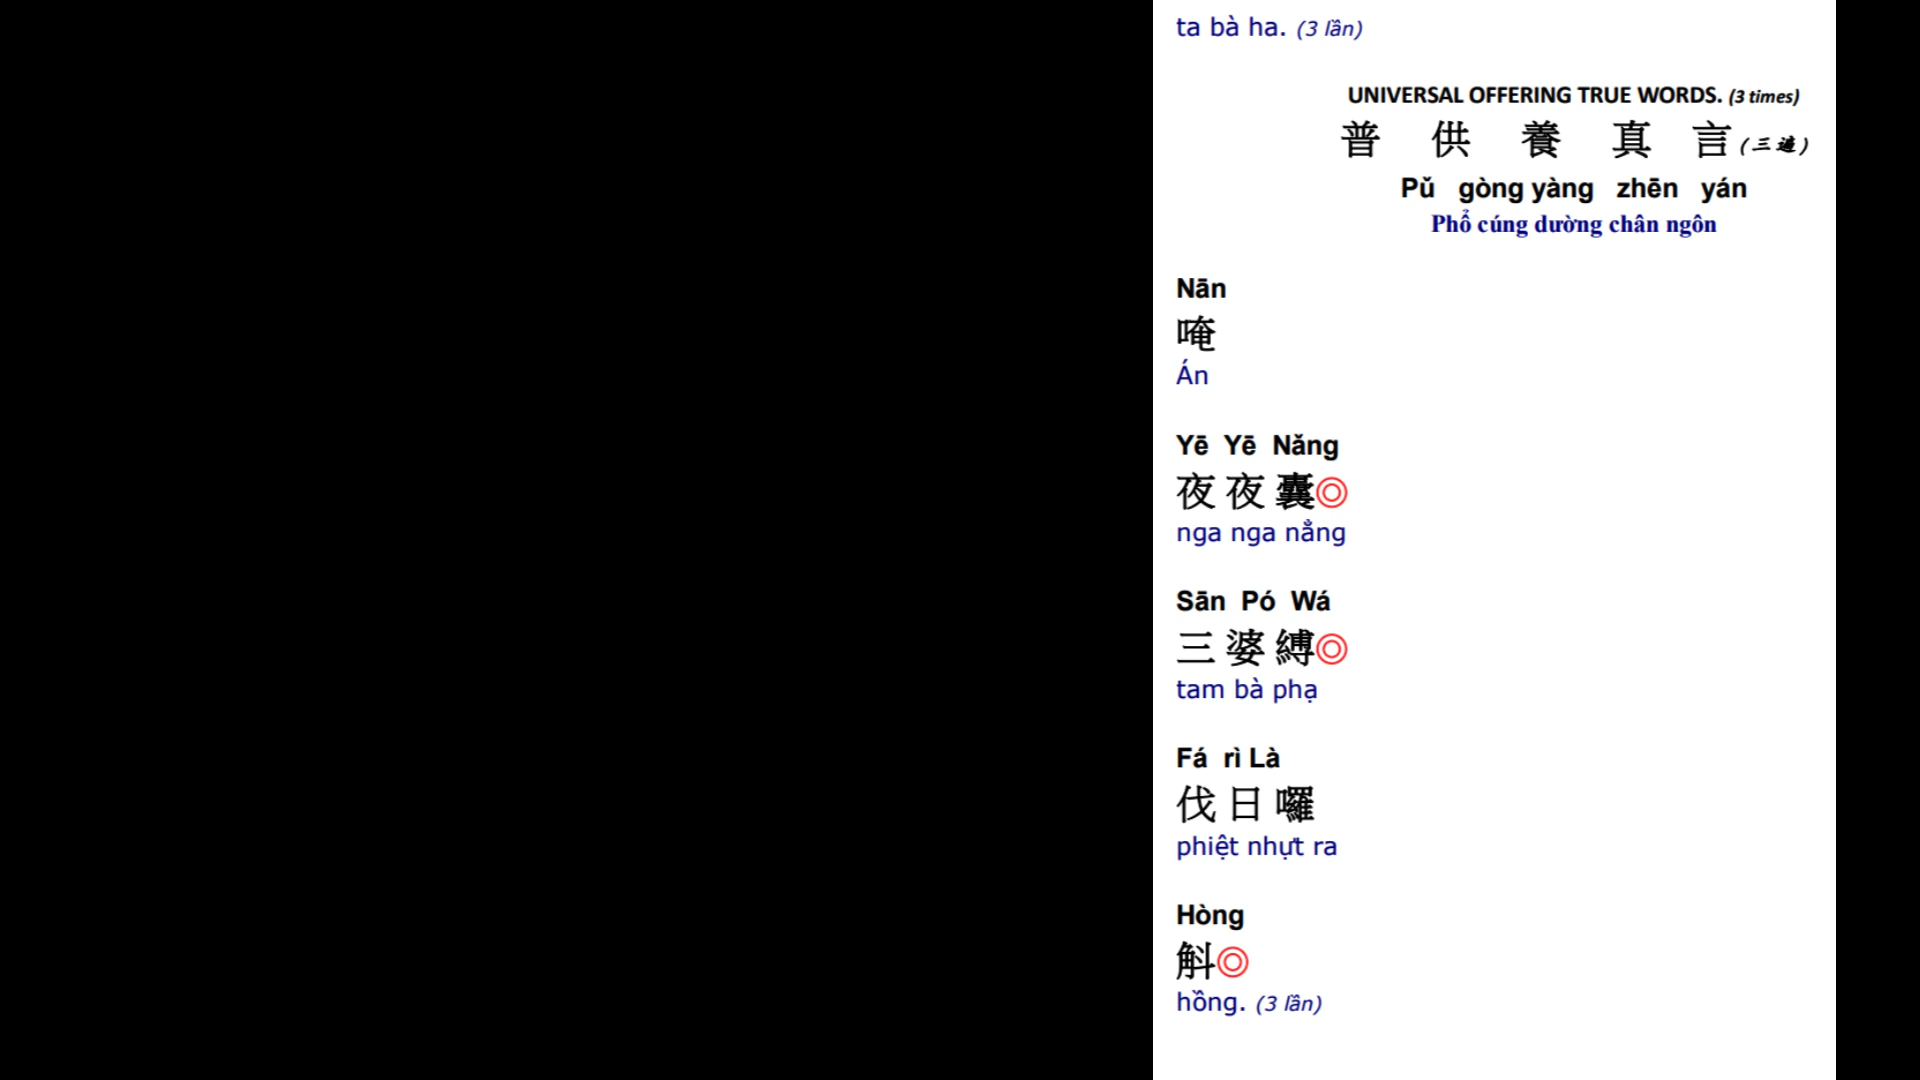 ta bà ha. (3 lần)
UNIVERSAL OFFERING TRUE WORDS. (3 times)
普 供 養 真 言 (三遍)
Pǔ gòng yàng zhēn yán
Phổ cúng dường chân ngôn
Nān
唵
Án
Yē Yē Nǎng
夜 夜 囊◎
nga nga nẳng
Sān Pó Wá
三 婆 縛◎
tam bà phạ
Fá rì Là
伐 日 囉
phiệt nhựt ra
Hòng
斛◎
hồng. (3 lần)